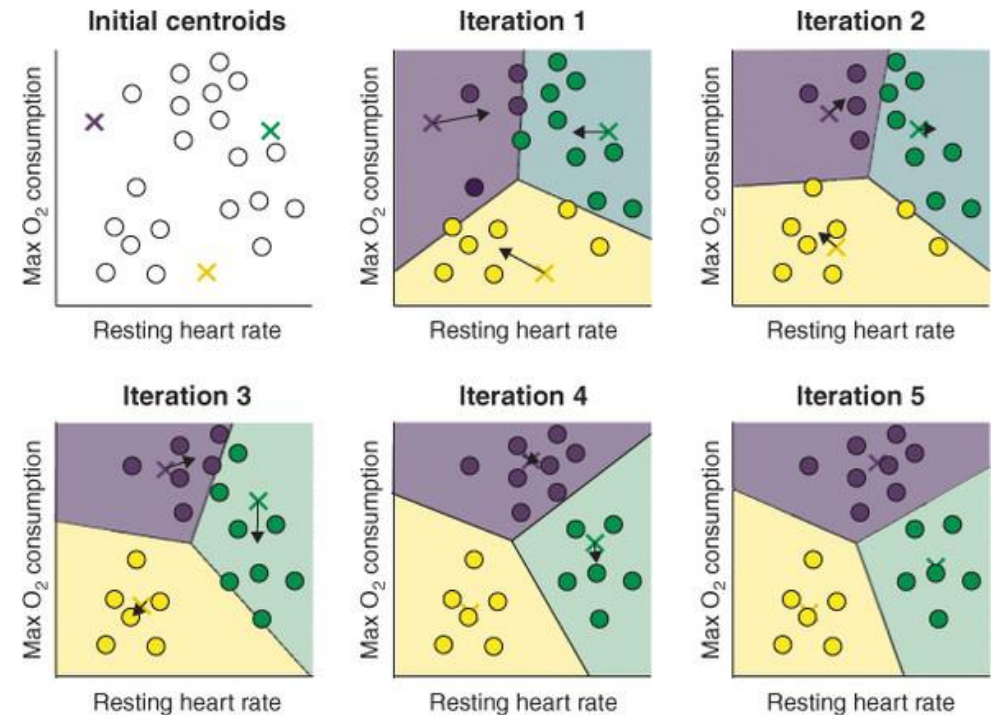 Initial centroids
Iteration 1
Iteration 2
Max O₂ consumption
Resting heart rate
Max O₂ consumption
Resting heart rate
Max O₂ consumption
Resting heart rate
Iteration 3
Iteration 4
Iteration 5
Max O₂ consumption
Resting heart rate
Max O₂ consumption
Resting heart rate
Max O₂ consumption
Resting heart rate